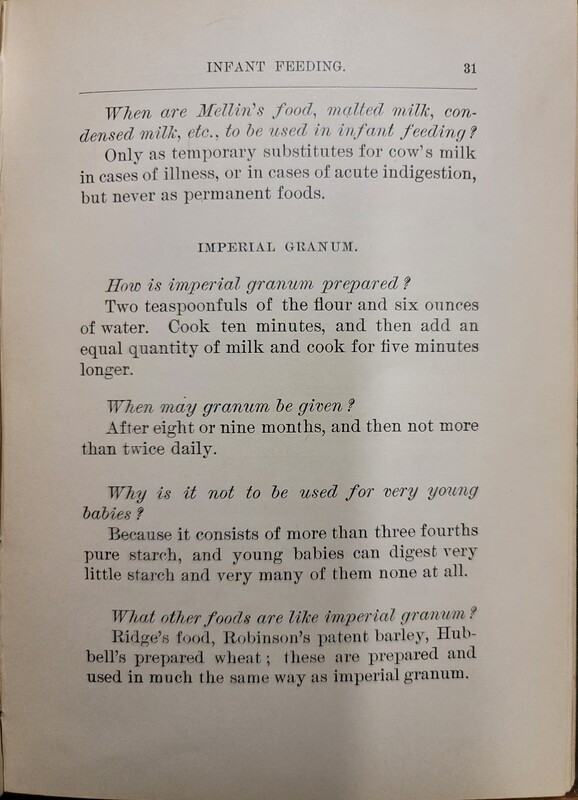 INFANT FEEDING. 31
When are Mellin's food, malted milk, con-
densed milk, etc., to be used in infant feeding?
Only as temporary substitutes for cow's milk
in cases of illness, or in cases of acute indigestion,
but never as permanent foods.
IMPERIAL GRANUM.
How is imperial granum prepared?
Two teaspoonfuls of the flour and six ounces
of water. Cook ten minutes, and then add an
equal quantity of milk and cook for five minutes
longer.
When may granum be given?
After eight or nine months, and then not more
than twice daily.
Why is it not to be used for very young
babies?
Because it consists of more than three fourths
pure starch, and young babies can digest very
little starch and very many of them none at all.
What other foods are like imperial granum?
Ridge's food, Robinson's patent barley, Hub-
bell's prepared wheat; these are prepared and
used in much the same way as imperial granum.